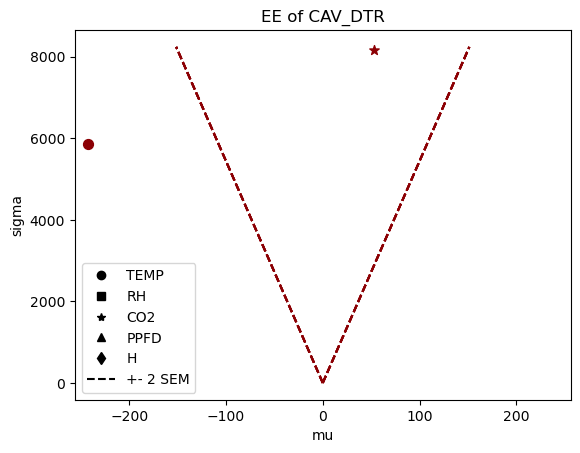 EE of CAV_DTR
8000
6000
4000
2000
0
sigma
TEMP
RH
CO2
PPFD
H
+- 2 SEM
−200
−100
0
100
200
mu